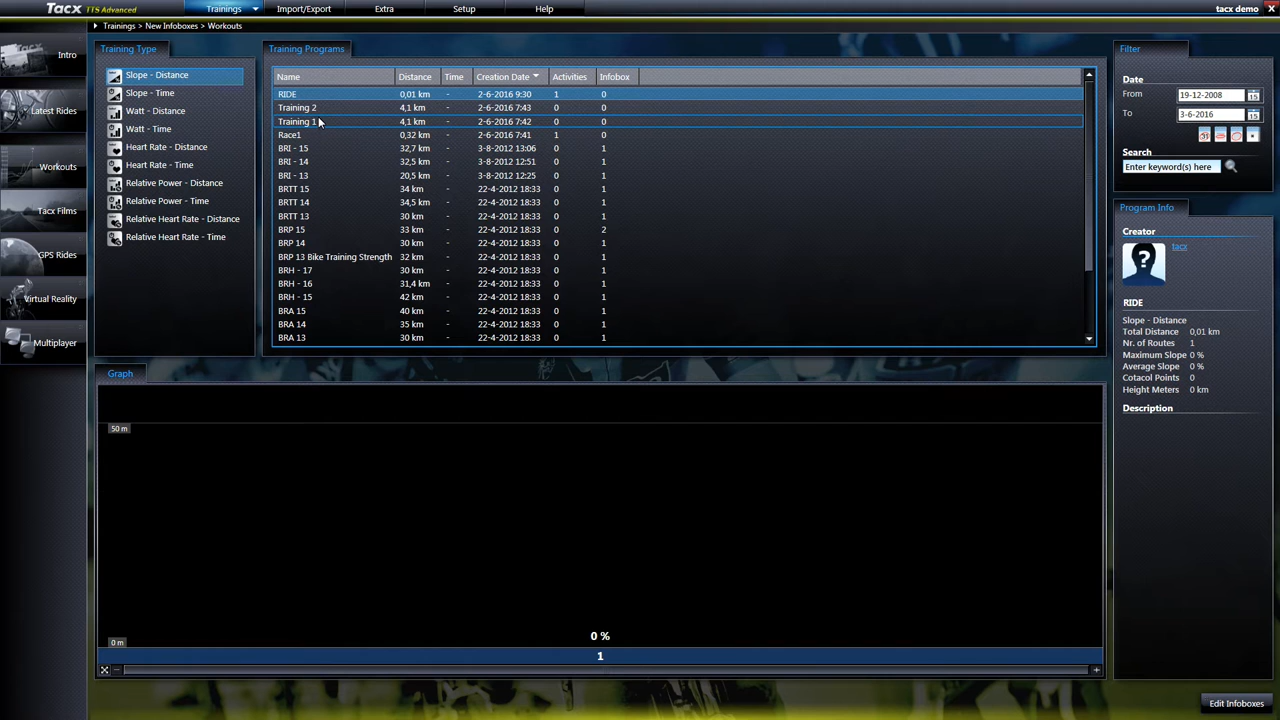 Tacx TTS Advanced Trainings Import/Export Extra Setup Help tacx demo
Trainings New Infoboxes Workouts
Intro
Latest Rides
Workouts
Tacx Films
GPS Rides
Virtual Reality
Multiplayer
Training Type
Slope - Distance
Slope - Time
Watt - Distance
Watt - Time
Heart Rate - Distance
Heart Rate - Time
Relative Power - Distance
Relative Power - Time
Relative Heart Rate - Distance
Relative Heart Rate - Time
Training Programs
Name Distance Time Creation Date Activities Infobox
RIDE 0,01 km - 2-6-2016 9:30 1 0
Training 2 4,1 km - 2-6-2016 7:43 0 0
Training 1 4,1 km - 2-6-2016 7:42 0 0
Race1 0,32 km - 2-6-2016 7:41 1 0
BRI - 15 32,7 km - 3-8-2012 13:06 0 1
BRI - 14 32,5 km - 3-8-2012 12:51 0 1
BRI - 13 20,5 km - 3-8-2012 12:25 0 1
BRTT 15 34 km - 22-4-2012 18:33 0 1
BRTT 14 34,5 km - 22-4-2012 18:33 0 1
BRTT 13 30 km - 22-4-2012 18:33 0 1
BRP 15 33 km - 22-4-2012 18:33 0 2
BRP 14 30 km - 22-4-2012 18:33 0 1
BRP 13 Bike Training Strength 32 km - 22-4-2012 18:33 0 1
BRH - 17 30 km - 22-4-2012 18:33 0 1
BRH - 16 31,4 km - 22-4-2012 18:33 0 1
BRH - 15 42 km - 22-4-2012 18:33 0 1
BRA 15 40 km - 22-4-2012 18:33 0 1
BRA 14 35 km - 22-4-2012 18:33 0 1
BRA 13 30 km - 22-4-2012 18:33 0 1
Filter
Date
From 19-12-2008 15
To 3-6-2016 15
31
Search
Enter keyword(s) here
Program Info
Creator
? tacx
RIDE
Slope - Distance
Total Distance 0,01 km
Nr. of Routes 1
Maximum Slope 0 %
Average Slope 0 %
Cotacol Points 0
Height Meters 0 km
Description
Graph
50 m
0 m
0 %
1
Edit Infoboxes